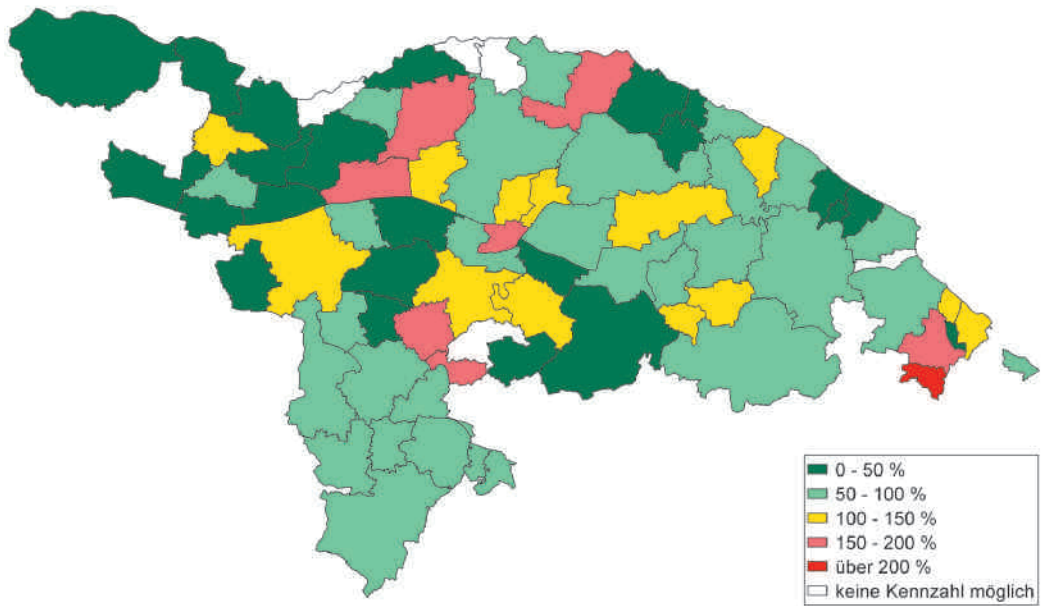 0 - 50 %
50 - 100 %
100 - 150 %
150 - 200 %
über 200 %
keine Kennzahl möglich